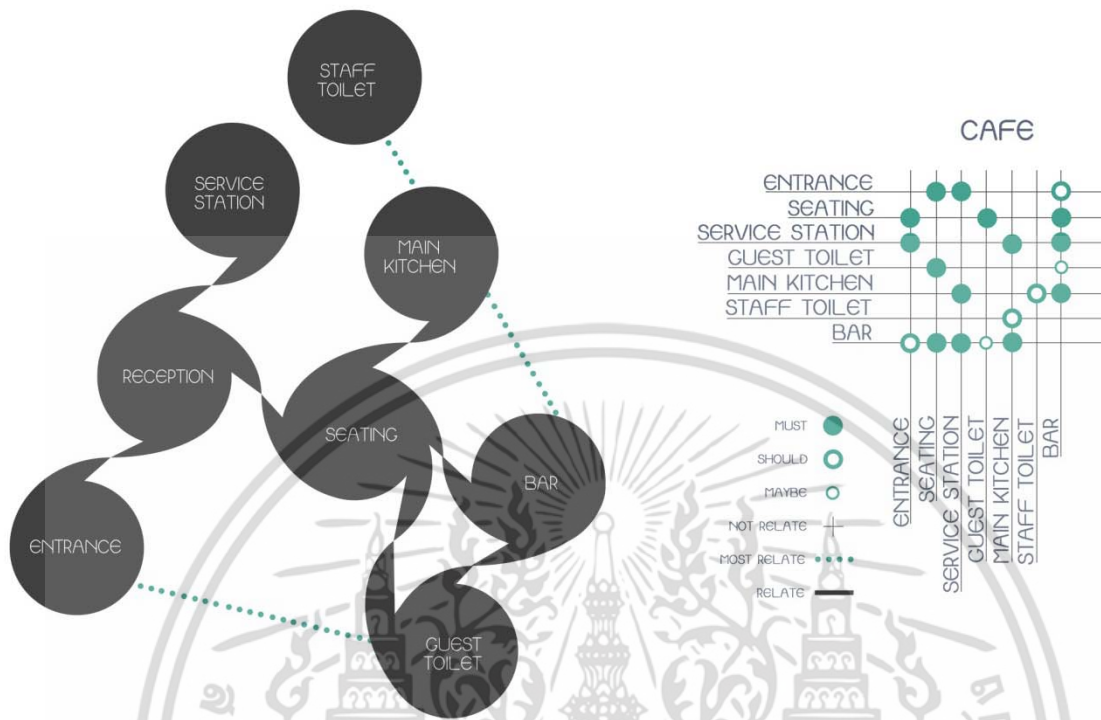 STAFF
TOILET
SERVICE
STATION
MAIN
KITCHEN
RECEPTION
SEATING
BAR
ENTRANCE
GUEST
TOILET
CAFE
ENTRANCE
SEATING
SERVICE STATION
GUEST TOILET
MAIN KITCHEN
STAFF TOILET
BAR
MUST
SHOULD
MAYBE
NOT RELATE
MOST RELATE
RELATE
ENTRANCE
SEATING
SERVICE STATION
GUEST TOILET
MAIN KITCHEN
STAFF TOILET
BAR